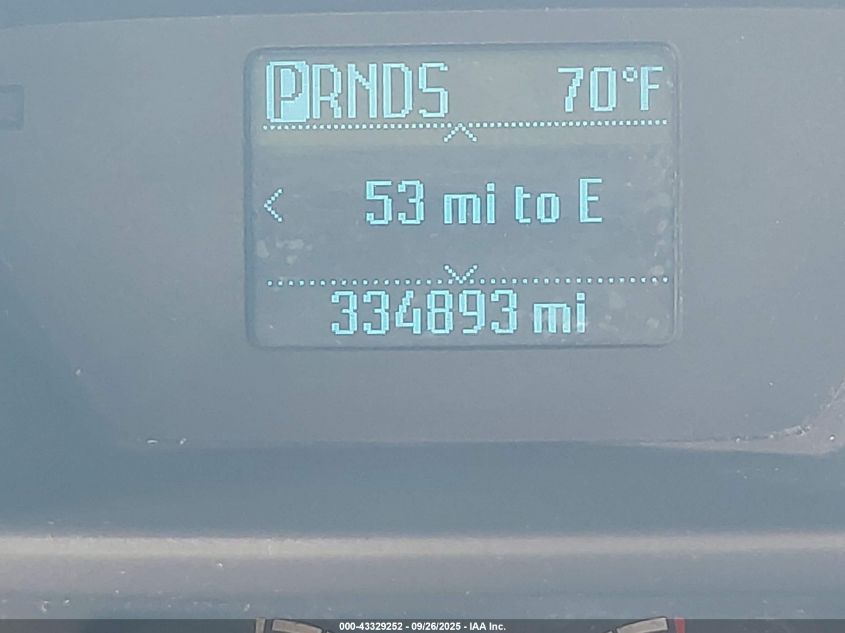 PRNDS 70°F
53 mi to E
334893 mi
000-43329252 - 09/26/2025 - IAA Inc.